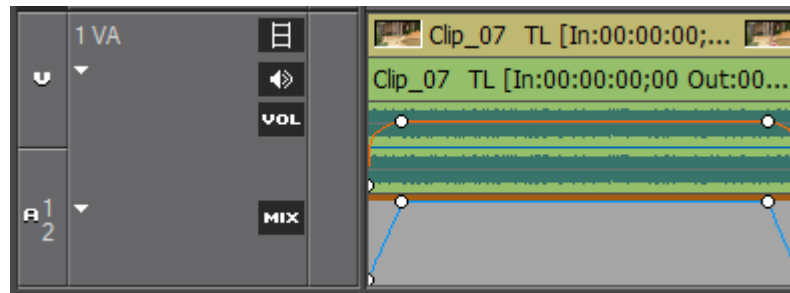 1 VA
Clip_07 TL [In:00:00:00;...
V
Clip_07 TL [In:00:00:00;00 Out:00...
VOL
A 1 2
MIX